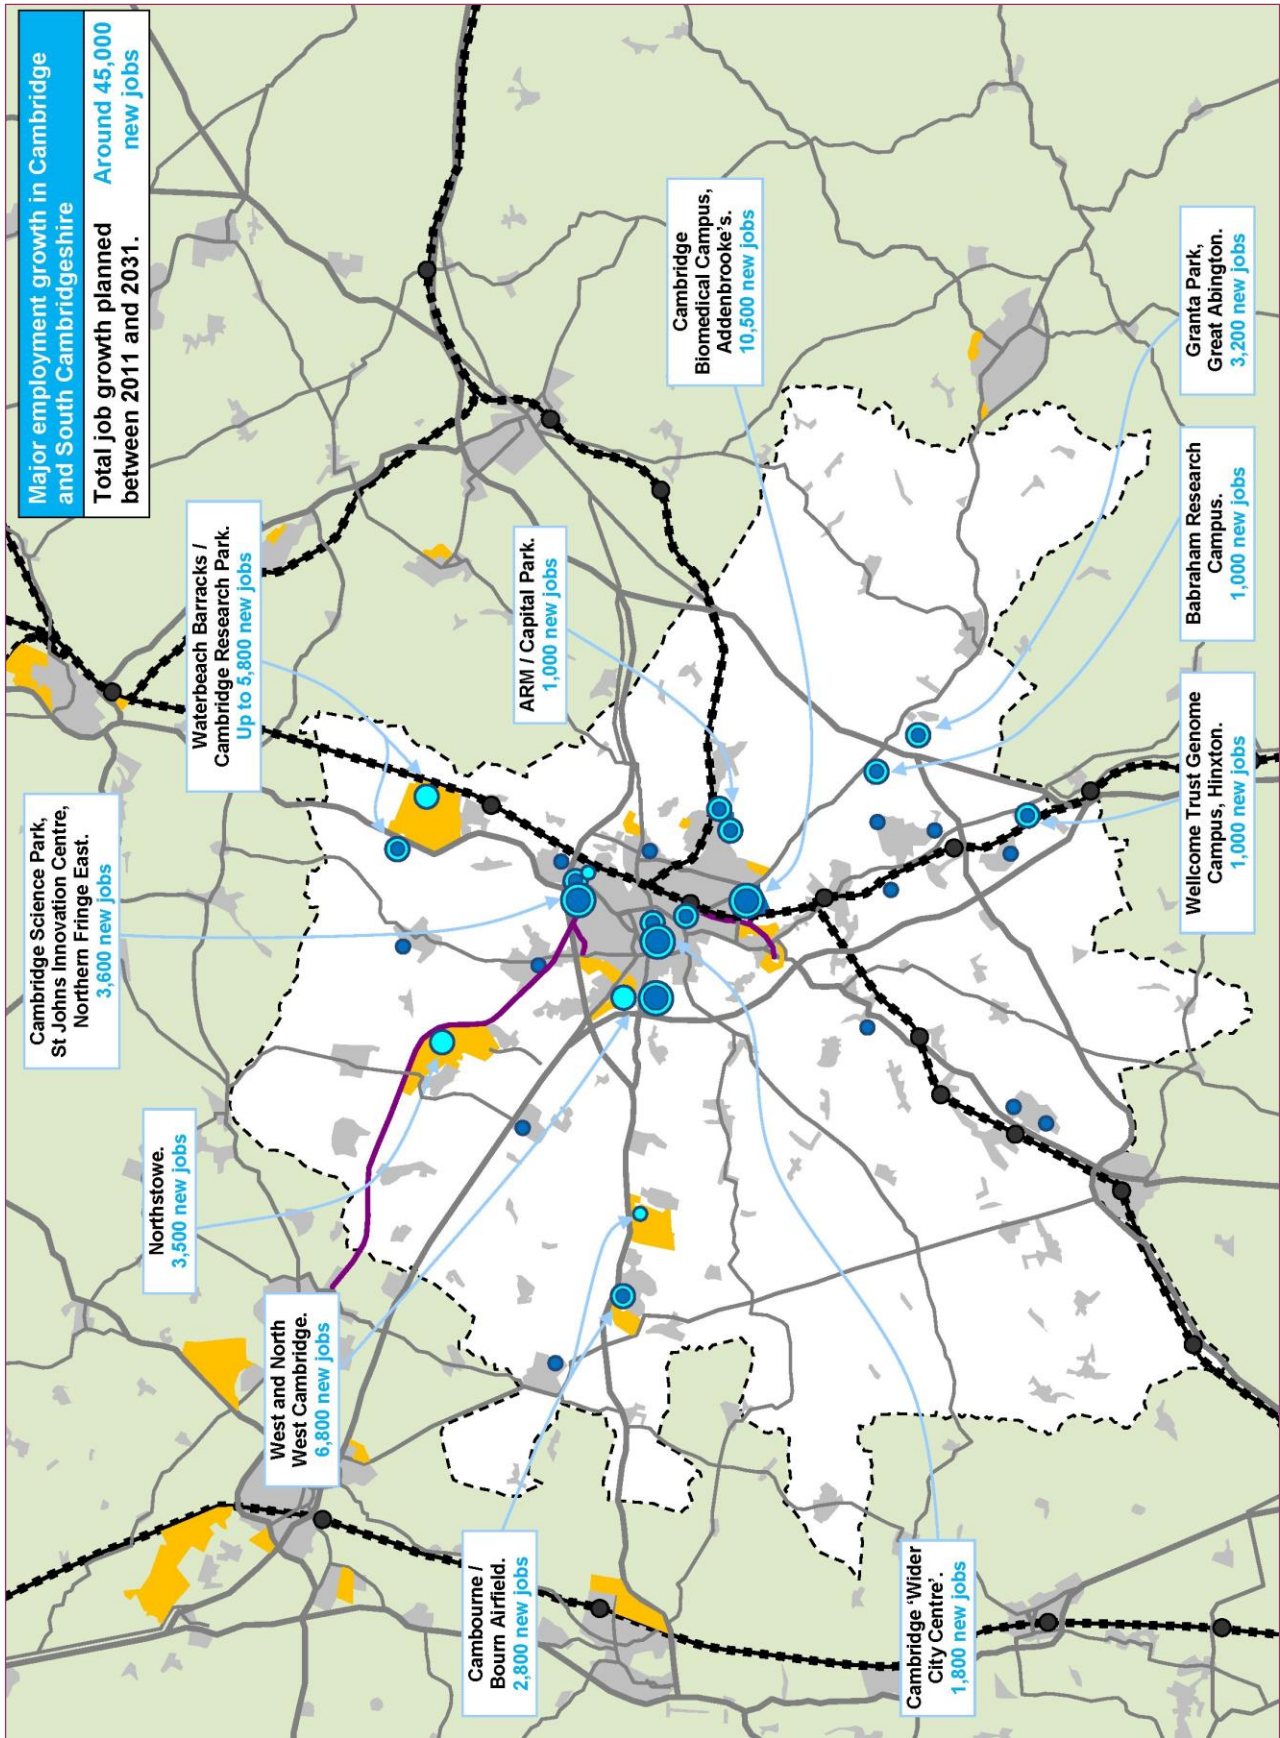 Major employment growth in Cambridge
and South Cambridgeshire
Total job growth planned
between 2011 and 2031.
Around 45,000
new jobs
Cambridge Science Park,
St Johns Innovation Centre,
Northern Fringe East.
3,600 new jobs
Waterbeach Barracks /
Cambridge Research Park.
Up to 5,800 new jobs
Northstowe.
3,500 new jobs
West and North
West Cambridge.
6,800 new jobs
Cambourne /
Bourn Airfield.
2,800 new jobs
ARM / Capital Park.
1,000 new jobs
Cambridge
Biomedical Campus,
Addenbrooke's.
10,500 new jobs
Cambridge 'Wider
City Centre'.
1,800 new jobs
Wellcome Trust Genome
Campus, Hinxton.
1,000 new jobs
Babraham Research
Campus.
1,000 new jobs
Granta Park,
Great Abington.
3,200 new jobs